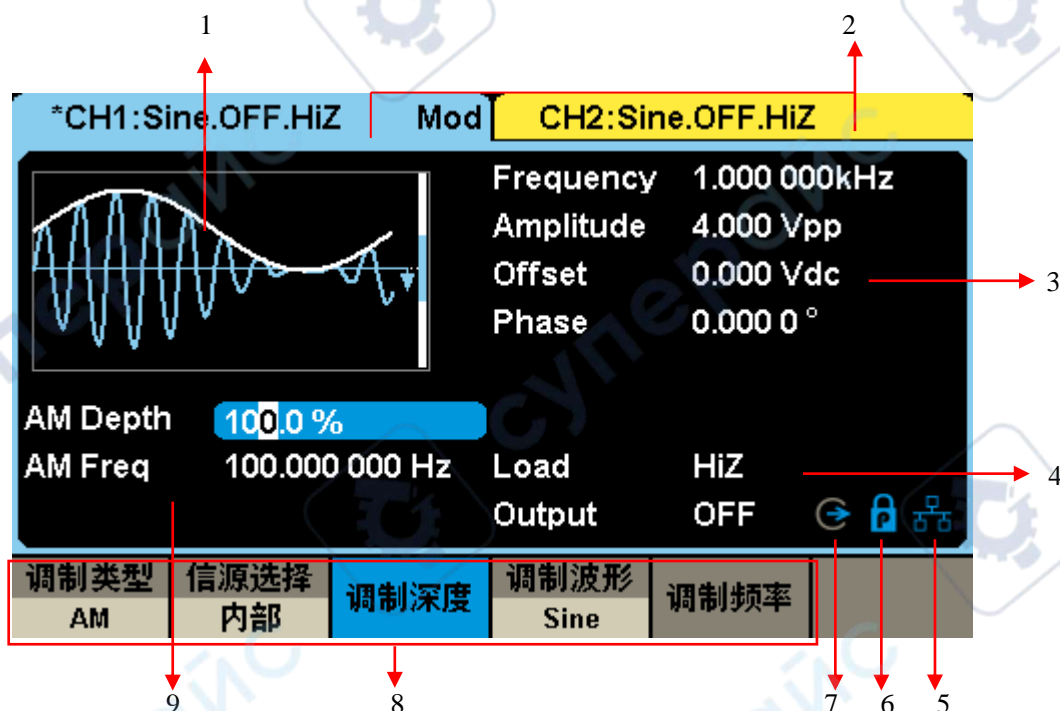 1
2
*CH1:Sine.OFF.HiZ Mod
CH2:Sine.OFF.HiZ
Frequency 1.000 000kHz
Amplitude 4.000 Vpp
Offset 0.000 Vdc
Phase 0.000 0 °
3
AM Depth 100.0 %
AM Freq 100.000 000 Hz
Load HiZ
4
Output OFF
调制类型
AM
信源选择
内部
调制深度
调制波形
Sine
调制频率
9
8
7
6
5
суперайс